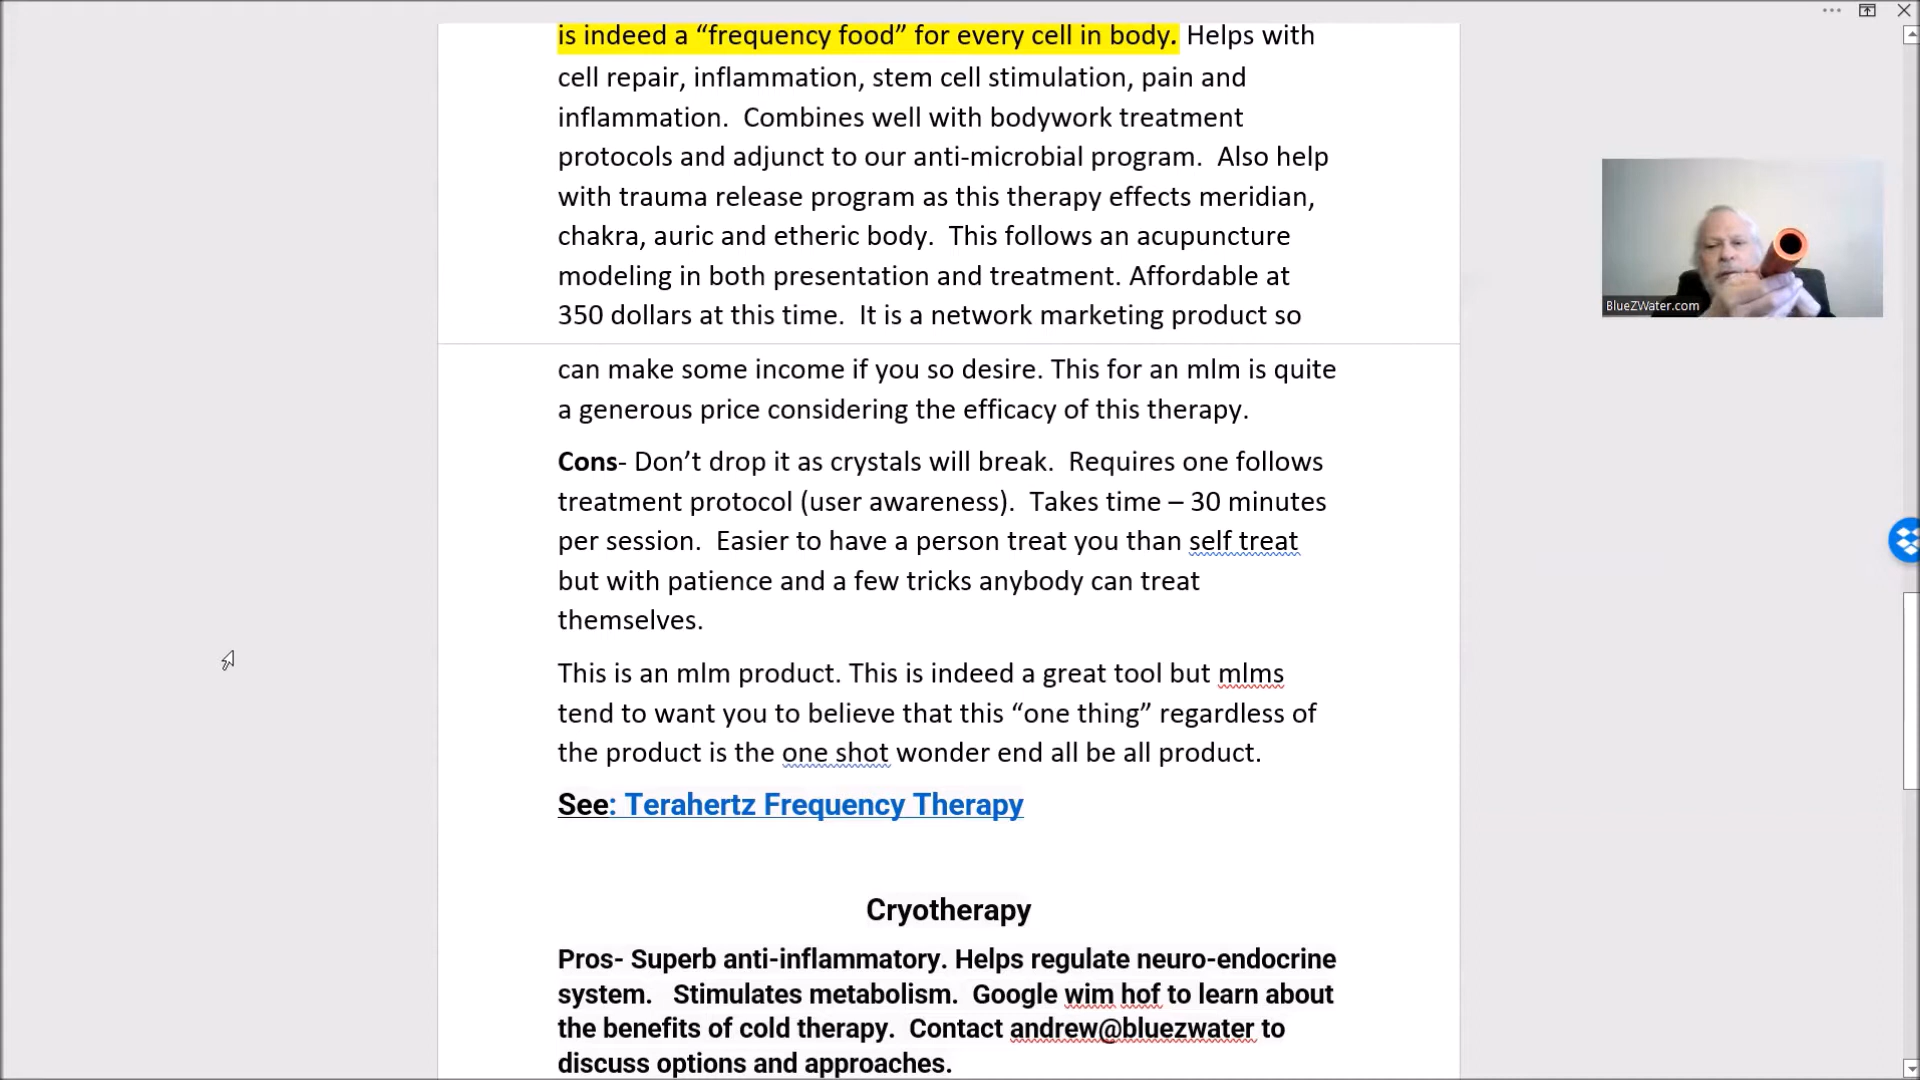 is indeed a “frequency food” for every cell in body. Helps with
cell repair, inflammation, stem cell stimulation, pain and
inflammation.  Combines well with bodywork treatment
protocols and adjunct to our anti-microbial program.  Also help
with trauma release program as this therapy effects meridian,
chakra, auric and etheric body.  This follows an acupuncture
modeling in both presentation and treatment. Affordable at
350 dollars at this time.  It is a network marketing product so
can make some income if you so desire. This for an mlm is quite
a generous price considering the efficacy of this therapy.
Cons- Don’t drop it as crystals will break.  Requires one follows
treatment protocol (user awareness).  Takes time – 30 minutes
per session.  Easier to have a person treat you than self treat
but with patience and a few tricks anybody can treat
themselves.
This is an mlm product. This is indeed a great tool but mlms
tend to want you to believe that this “one thing” regardless of
the product is the one shot wonder end all be all product.
See: Terahertz Frequency Therapy
Cryotherapy
Pros- Superb anti-inflammatory. Helps regulate neuro-endocrine
system.   Stimulates metabolism.  Google wim hof to learn about
the benefits of cold therapy.  Contact andrew@bluezwater to
discuss options and approaches.
BlueZWater.com